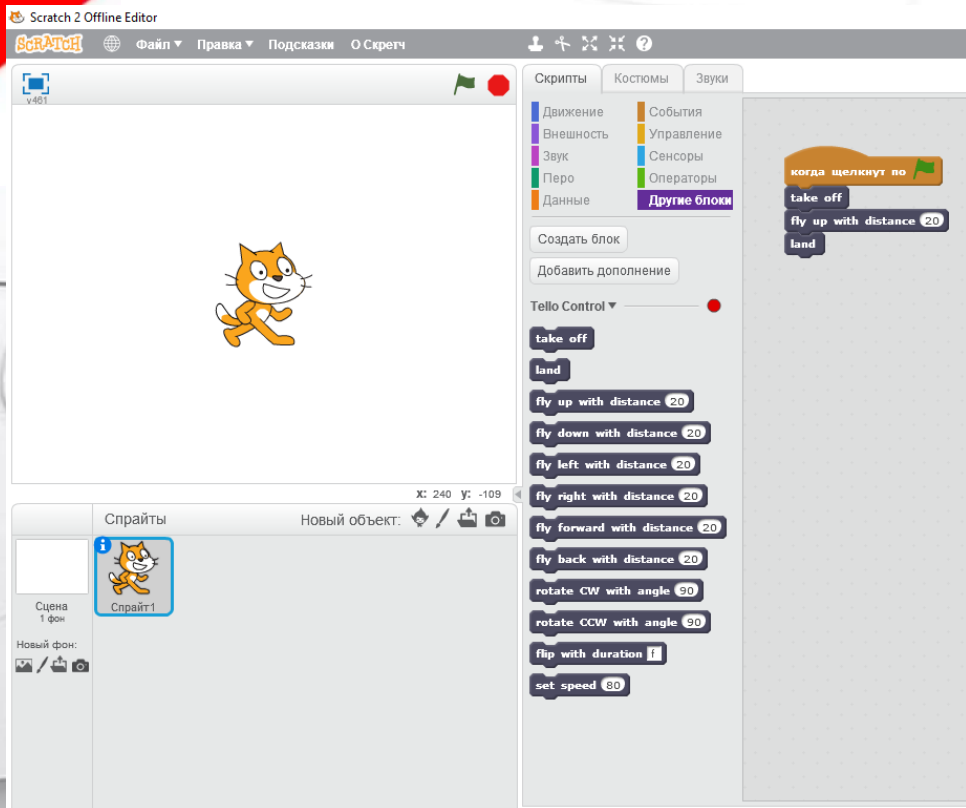 Scratch 2 Offline Editor
SCRATCH Файл Правка Подсказки О Скретч
v461
Скрипты Костюмы Звуки
Движение События
Внешность Управление
Звук Сенсоры
Перо Операторы
Данные Другие блоки
Создать блок
Добавить дополнение
Tello Control
take off
land
fly up with distance 20
fly down with distance 20
fly left with distance 20
fly right with distance 20
fly forward with distance 20
fly back with distance 20
rotate CW with angle 90
rotate CCW with angle 90
flip with duration f
set speed 80
когда щелкнут по
take off
fly up with distance 20
land
X: 240 y: -109
Спрайты Новый объект:
Сцена
1 фон
Новый фон:
Спрайт1